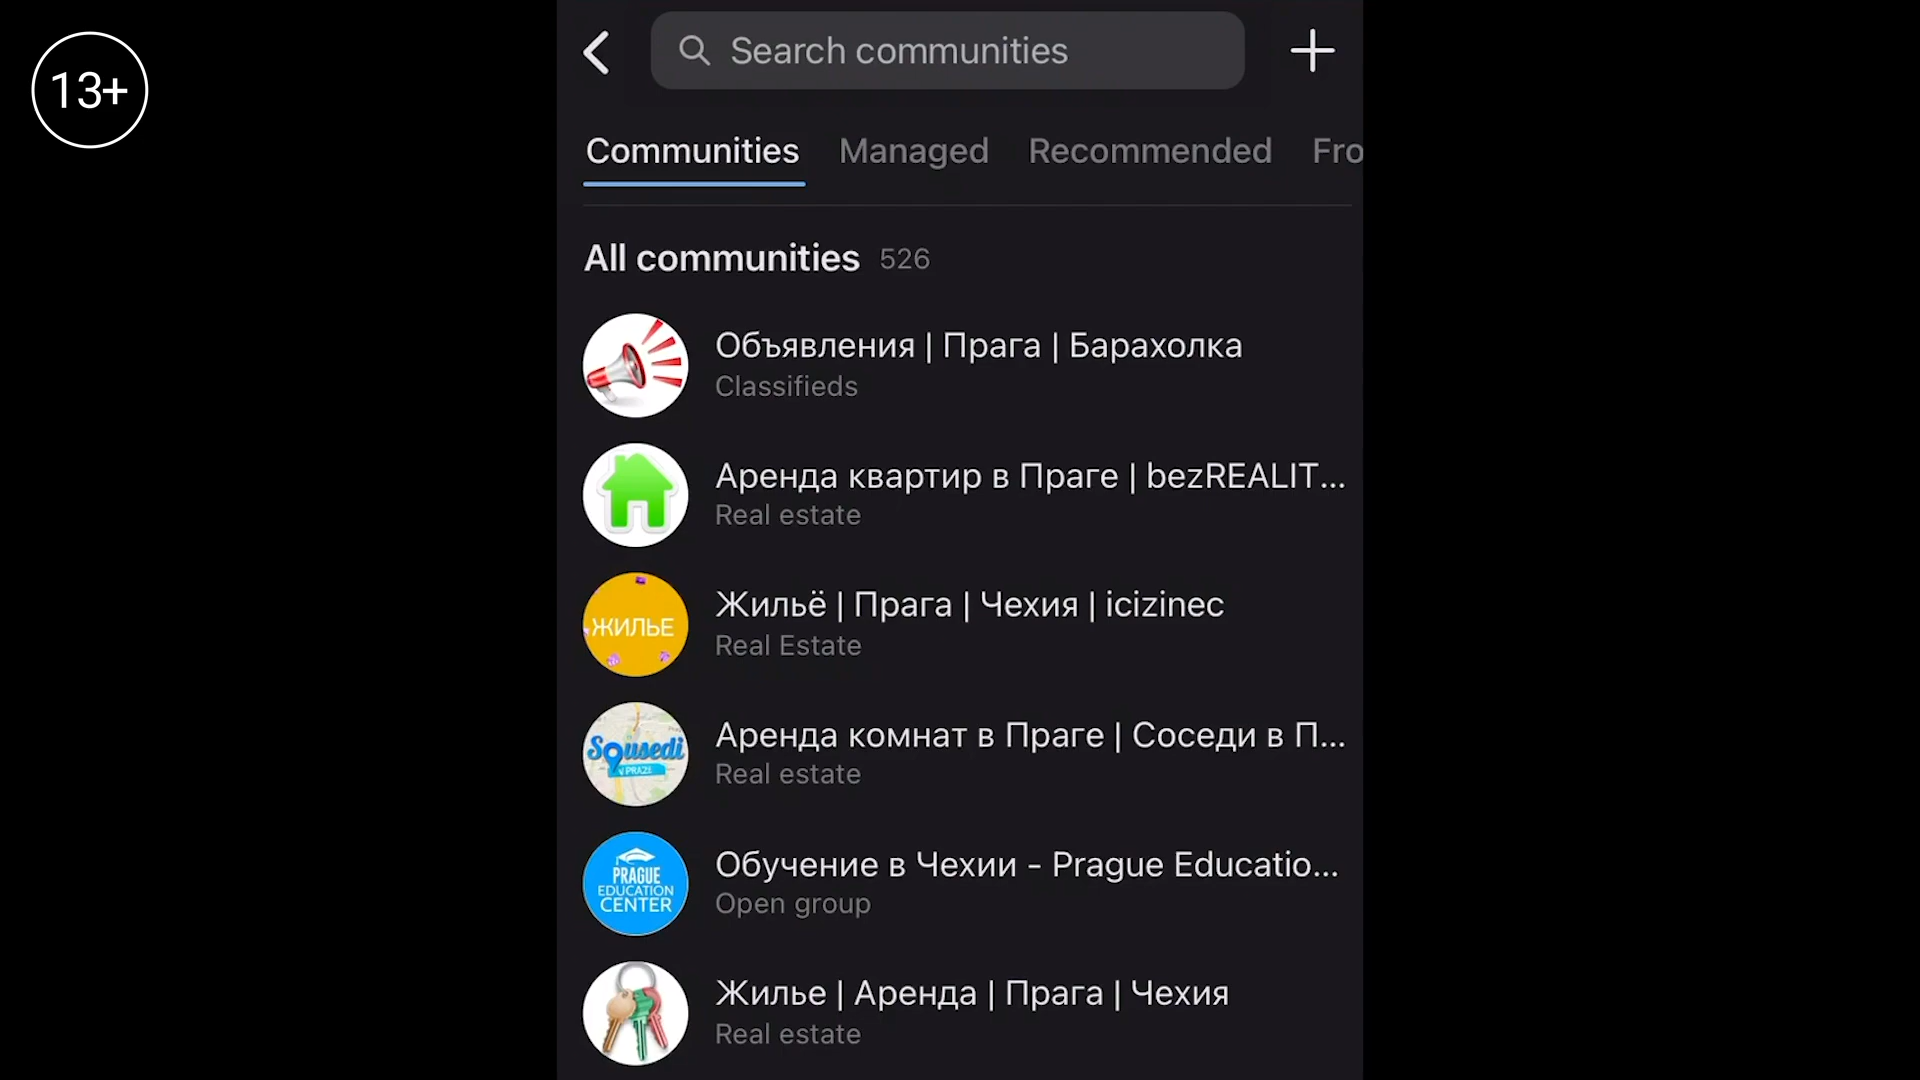 13+
Search communities
Communities Managed Recommended Fro
All communities 526
Объявления | Прага | Барахолка
Classifieds
Аренда квартир в Праге | bezREALIT...
Real estate
ЖИЛЬЕ
Жильё | Прага | Чехия | icizinec
Real Estate
Sousedi
V PRAZE
Аренда комнат в Праге | Соседи в П...
Real estate
PRAGUE
EDUCATION
CENTER
Обучение в Чехии - Prague Educatio...
Open group
Жилье | Аренда | Прага | Чехия
Real estate